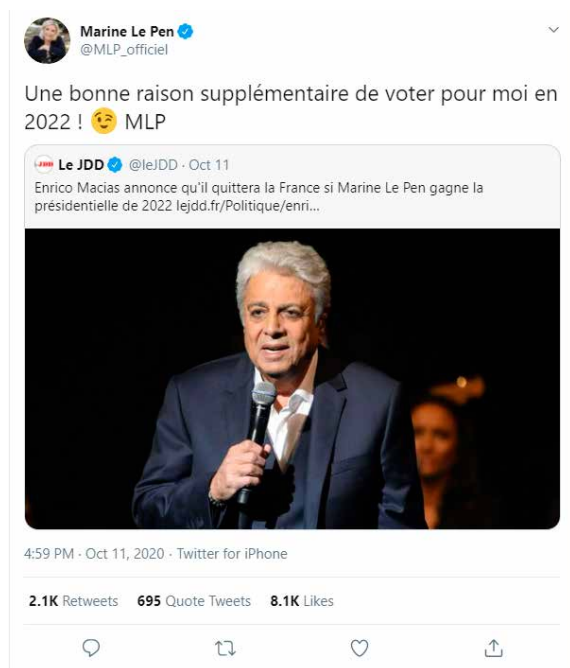 Marine Le Pen
@MLP_officiel
Une bonne raison supplémentaire de voter pour moi en
2022 ! 😉 MLP
JDD Le JDD @leJDD · Oct 11
Enrico Macias annonce qu'il quittera la France si Marine Le Pen gagne la
présidentielle de 2022 lejdd.fr/Politique/enri...
4:59 PM · Oct 11, 2020 · Twitter for iPhone
2.1K Retweets 695 Quote Tweets 8.1K Likes